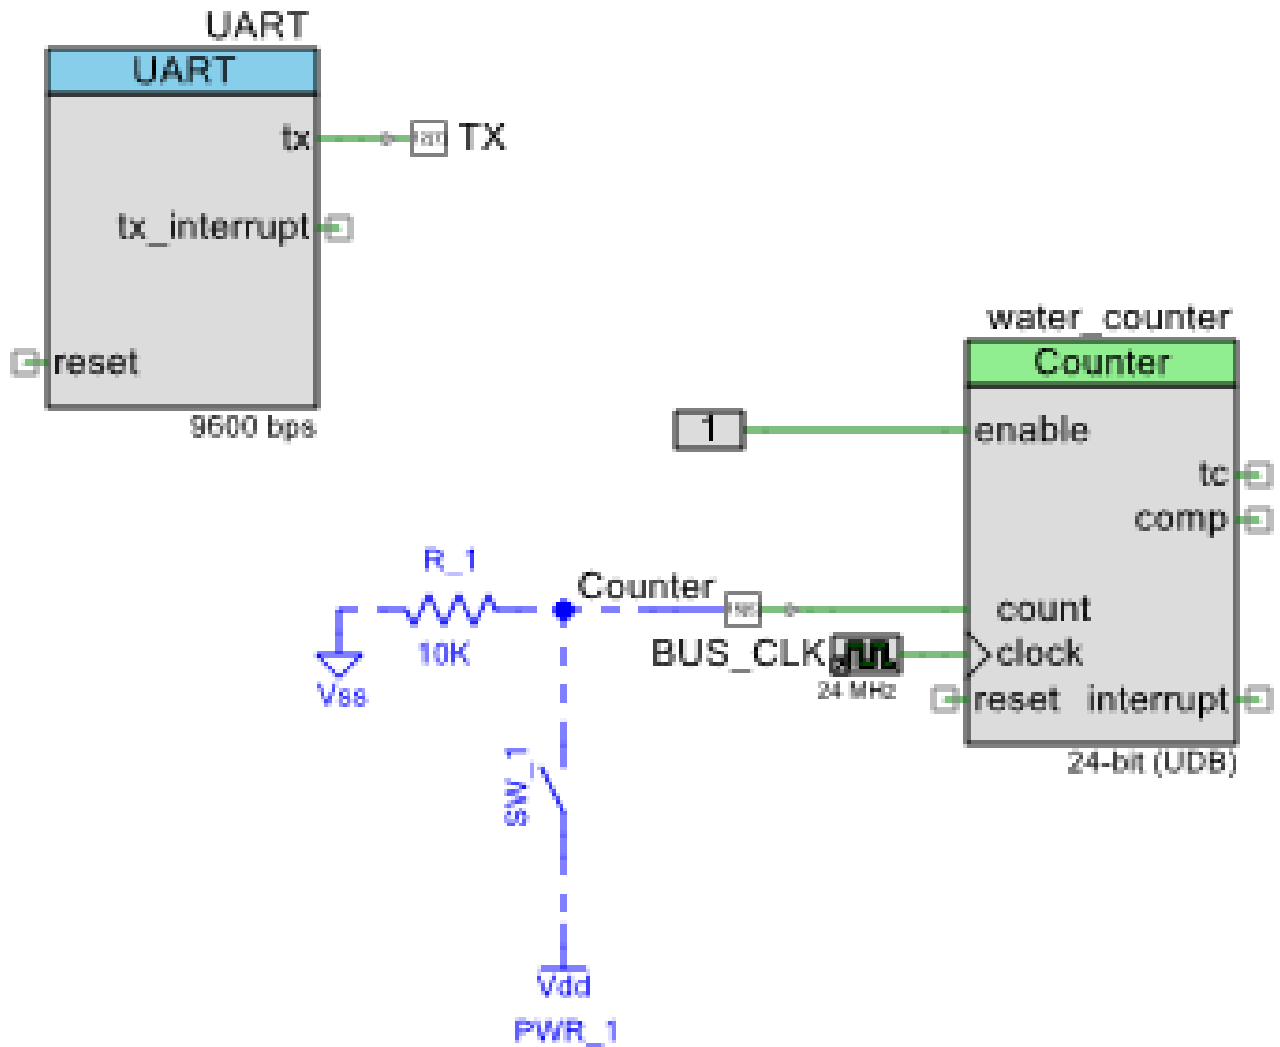 UART
UART
tx
TX
tx_interrupt
reset
9600 bps
water_counter
Counter
1
enable
tc
comp
R_1
Counter
count
10K
BUS_CLK
clock
24 MHz
Vss
reset
interrupt
24-bit (UDB)
SW_1
Vdd
PWR_1